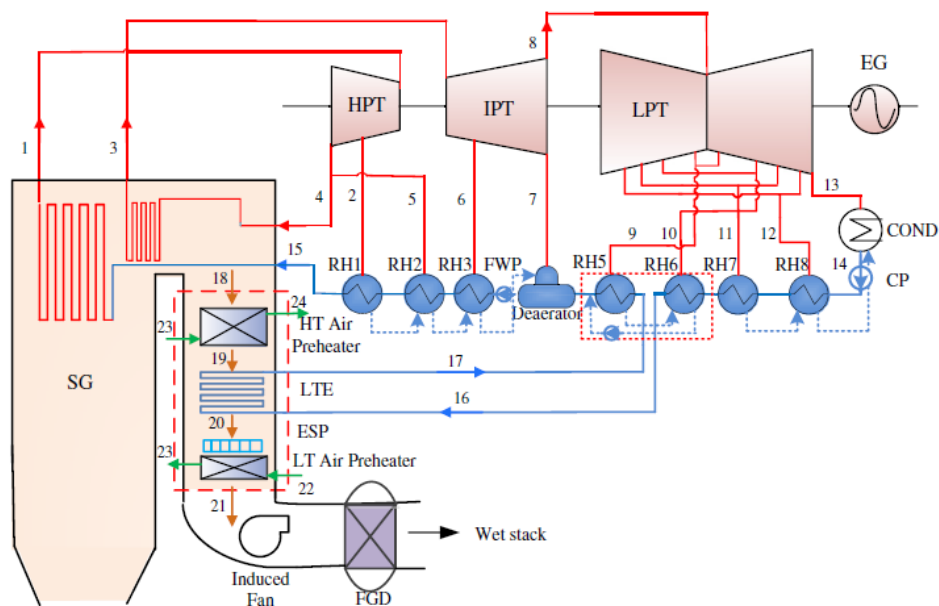 8
EG
HPT
IPT
LPT
1
3
4
2
5
6
7
13
9
10
11
12
COND
15
RH1
RH2
RH3
FWP
RH5
RH6
RH7
RH8
14
CP
Deaerator
18
24
23
HT Air
Preheater
19
17
SG
LTE
16
20
ESP
23
LT Air Preheater
22
21
Wet stack
Induced
Fan
FGD